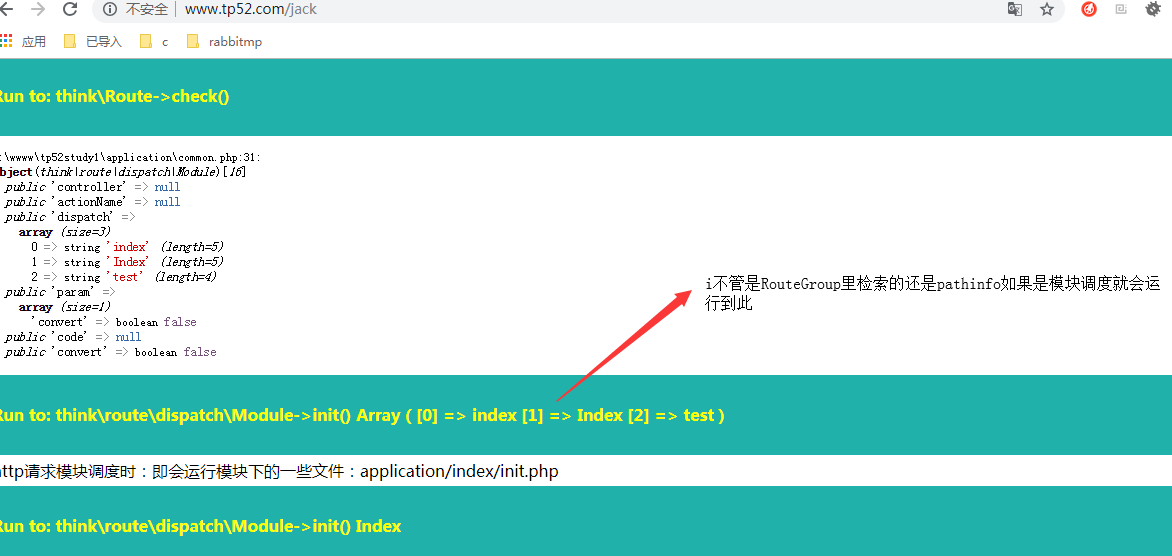 不安全 www.tp52.com/jack
应用 已导入 c rabbitmp
Run to: think\Route->check()
:\wwww\tp52study1\application\common.php:31:
object(think|route|dispatch|Module)[16]
public 'controller' => null
public 'actionName' => null
public 'dispatch' =>
array (size=3)
0 => string 'index' (length=5)
1 => string 'Index' (length=5)
2 => string 'test' (length=4)
public 'param' =>
array (size=1)
'convert' => boolean false
public 'code' => null
public 'convert' => boolean false
i不管是RouteGroup里检索的还是pathinfo如果是模块调度就会运
行到此
Run to: think\route\dispatch\Module->init() Array ( [0] => index [1] => Index [2] => test )
http请求模块调度时：即会运行模块下的一些文件：application/index/init.php
Run to: think\route\dispatch\Module->init() Index